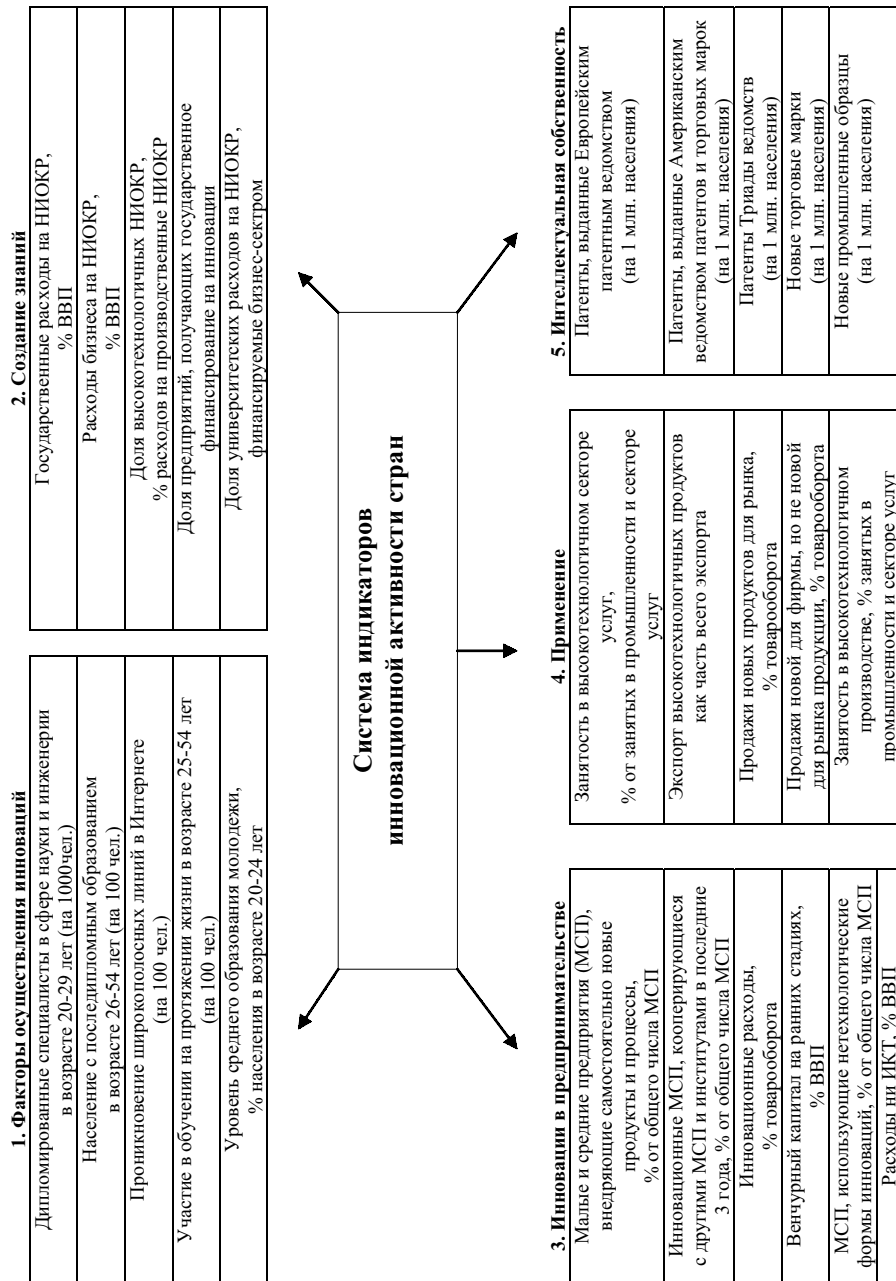 1. Факторы осуществления инноваций
Дипломированные специалисты в сфере науки и инженерии
в возрасте 20-29 лет (на 1000чел.)
Население с последипломным образованием
в возрасте 26-54 лет (на 100 чел.)
Проникновение широкополосных линий в Интернете
(на 100 чел.)
Участие в обучении на протяжении жизни в возрасте 25-54 лет
(на 100 чел.)
Уровень среднего образования молодежи,
% населения в возрасте 20-24 лет
2. Создание знаний
Государственные расходы на НИОКР,
% ВВП
Расходы бизнеса на НИОКР,
% ВВП
Доля высокотехнологичных НИОКР,
% расходов на производственные НИОКР
Доля предприятий, получающих государственное
финансирование на инновации
Доля университетских расходов на НИОКР,
финансируемые бизнес-сектром
Система индикаторов
инновационной активности стран
3. Инновации в предпринимательстве
Малые и средние предприятия (МСП),
внедряющие самостоятельно новые
продукты и процессы,
% от общего числа МСП
Инновационные МСП, кооперирующиеся
с другими МСП и институтами в последние
3 года, % от общего числа МСП
Инновационные расходы,
% товарооборота
Венчурный капитал на ранних стадиях,
% ВВП
МСП, использующие нетехнологические
формы инноваций, % от общего числа МСП
Расходы ни ИКТ, % ВВП
4. Применение
Занятость в высокотехнологичном секторе
услуг,
% от занятых в промышленности и секторе
услуг
Экспорт высокотехнологичных продуктов
как часть всего экспорта
Продажи новых продуктов для рынка,
% товарооборота
Продажи новой для фирмы, но не новой
для рынка продукции, % товарооборота
Занятость в высокотехнологичном
производстве, % занятых в
промышленности и секторе услуг
5. Интеллектуальная собственность
Патенты, выданные Европейским
патентным ведомством
(на 1 млн. населения)
Патенты, выданные Американским
ведомством патентов и торговых марок
(на 1 млн. населения)
Патенты Триады ведомств
(на 1 млн. населения)
Новые торговые марки
(на 1 млн. населения)
Новые промышленные образцы
(на 1 млн. населения)